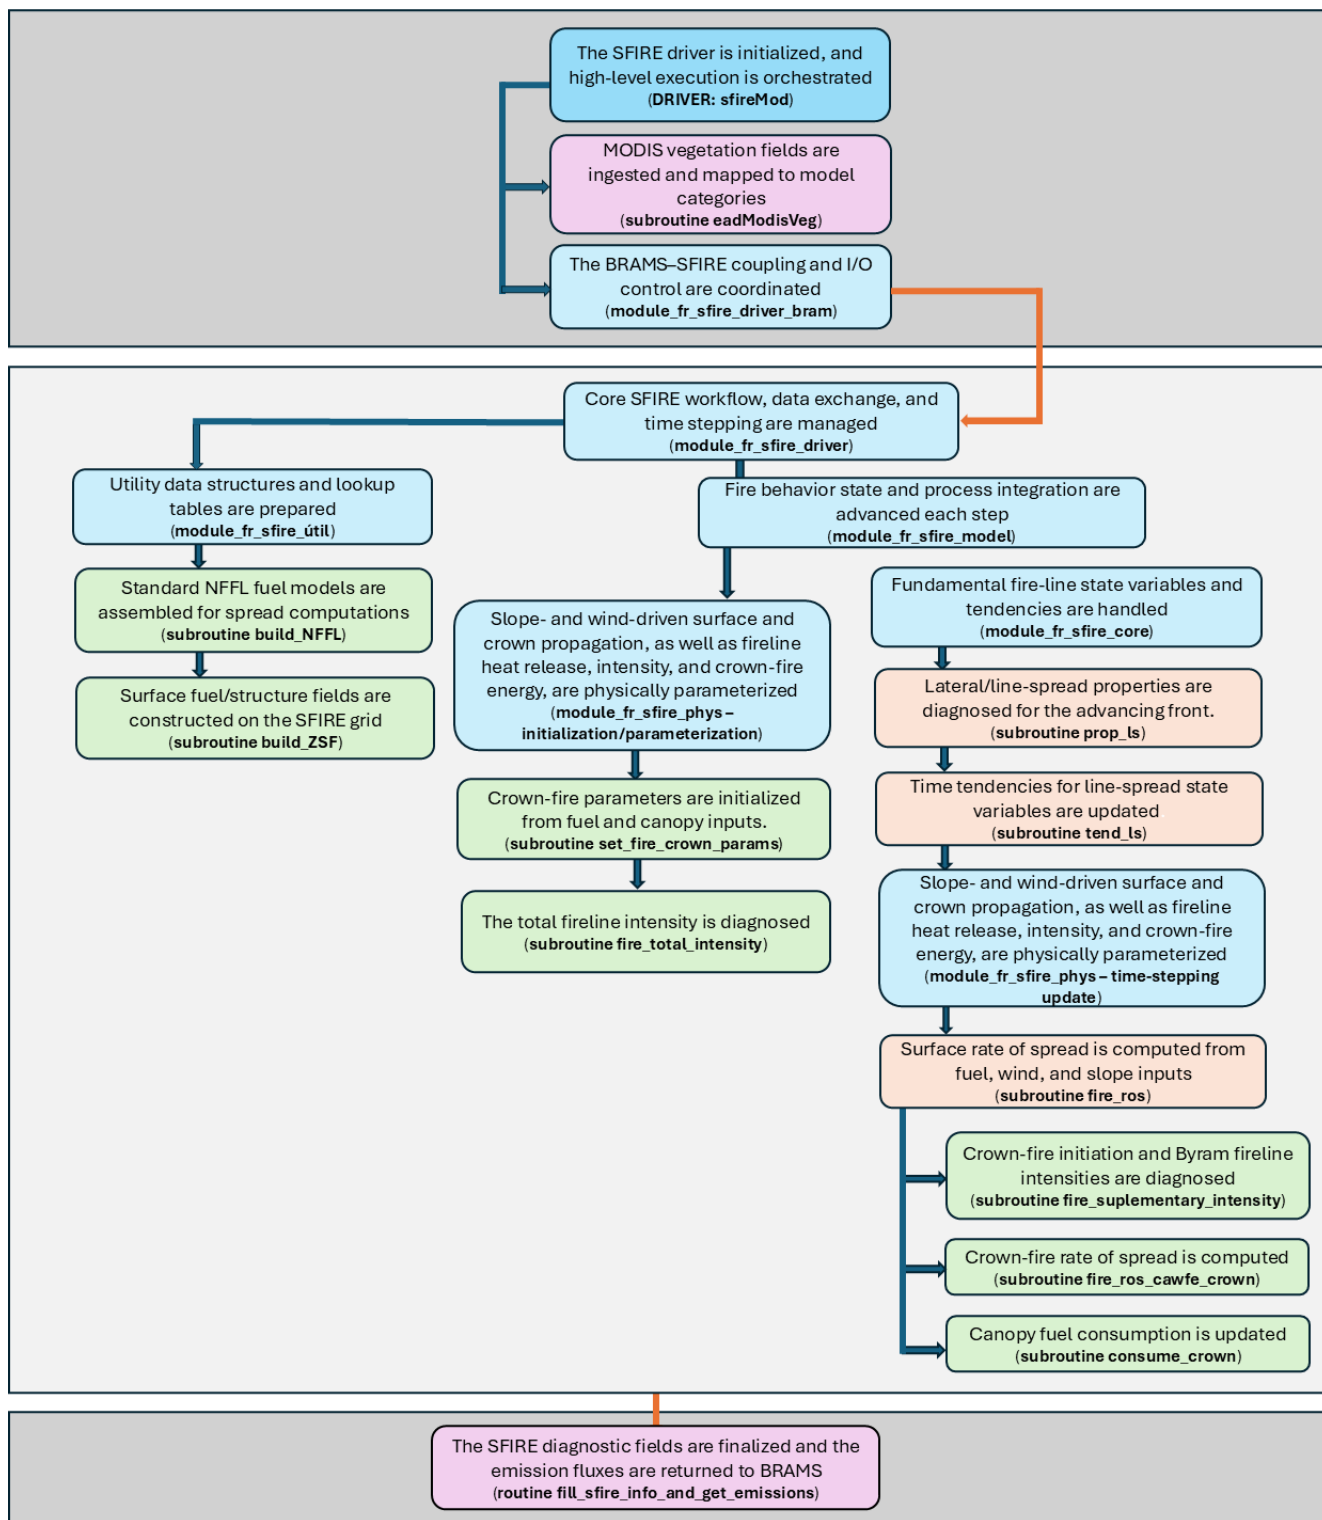 The SFIRE driver is initialized, and
high-level execution is orchestrated
(DRIVER: sfireMod)
MODIS vegetation fields are
ingested and mapped to model
categories
(subroutine eadModisVeg)
The BRAMS–SFIRE coupling and I/O
control are coordinated
(module_fr_sfire_driver_bram)
Core SFIRE workflow, data exchange, and
time stepping are managed
(module_fr_sfire_driver)
Utility data structures and lookup
tables are prepared
(module_fr_sfire_útil)
Standard NFFL fuel models are
assembled for spread computations
(subroutine build_NFFL)
Surface fuel/structure fields are
constructed on the SFIRE grid
(subroutine build_ZSF)
Fire behavior state and process integration are
advanced each step
(module_fr_sfire_model)
Slope- and wind-driven surface and
crown propagation, as well as fireline
heat release, intensity, and crown-fire
energy, are physically parameterized
(module_fr_sfire_phys –
initialization/parameterization)
Crown-fire parameters are initialized
from fuel and canopy inputs.
(subroutine set_fire_crown_params)
The total fireline intensity is diagnosed
(subroutine fire_total_intensity)
Fundamental fire-line state variables and
tendencies are handled
(module_fr_sfire_core)
Lateral/line-spread properties are
diagnosed for the advancing front.
(subroutine prop_ls)
Time tendencies for line-spread state
variables are updated
(subroutine tend_ls)
Slope- and wind-driven surface and
crown propagation, as well as fireline
heat release, intensity, and crown-fire
energy, are physically parameterized
(module_fr_sfire_phys – time-stepping
update)
Surface rate of spread is computed from
fuel, wind, and slope inputs
(subroutine fire_ros)
Crown-fire initiation and Byram fireline
intensities are diagnosed
(subroutine fire_suplementary_intensity)
Crown-fire rate of spread is computed
(subroutine fire_ros_cawfe_crown)
Canopy fuel consumption is updated
(subroutine consume_crown)
The SFIRE diagnostic fields are finalized and the
emission fluxes are returned to BRAMS
(routine fill_sfire_info_and_get_emissions)